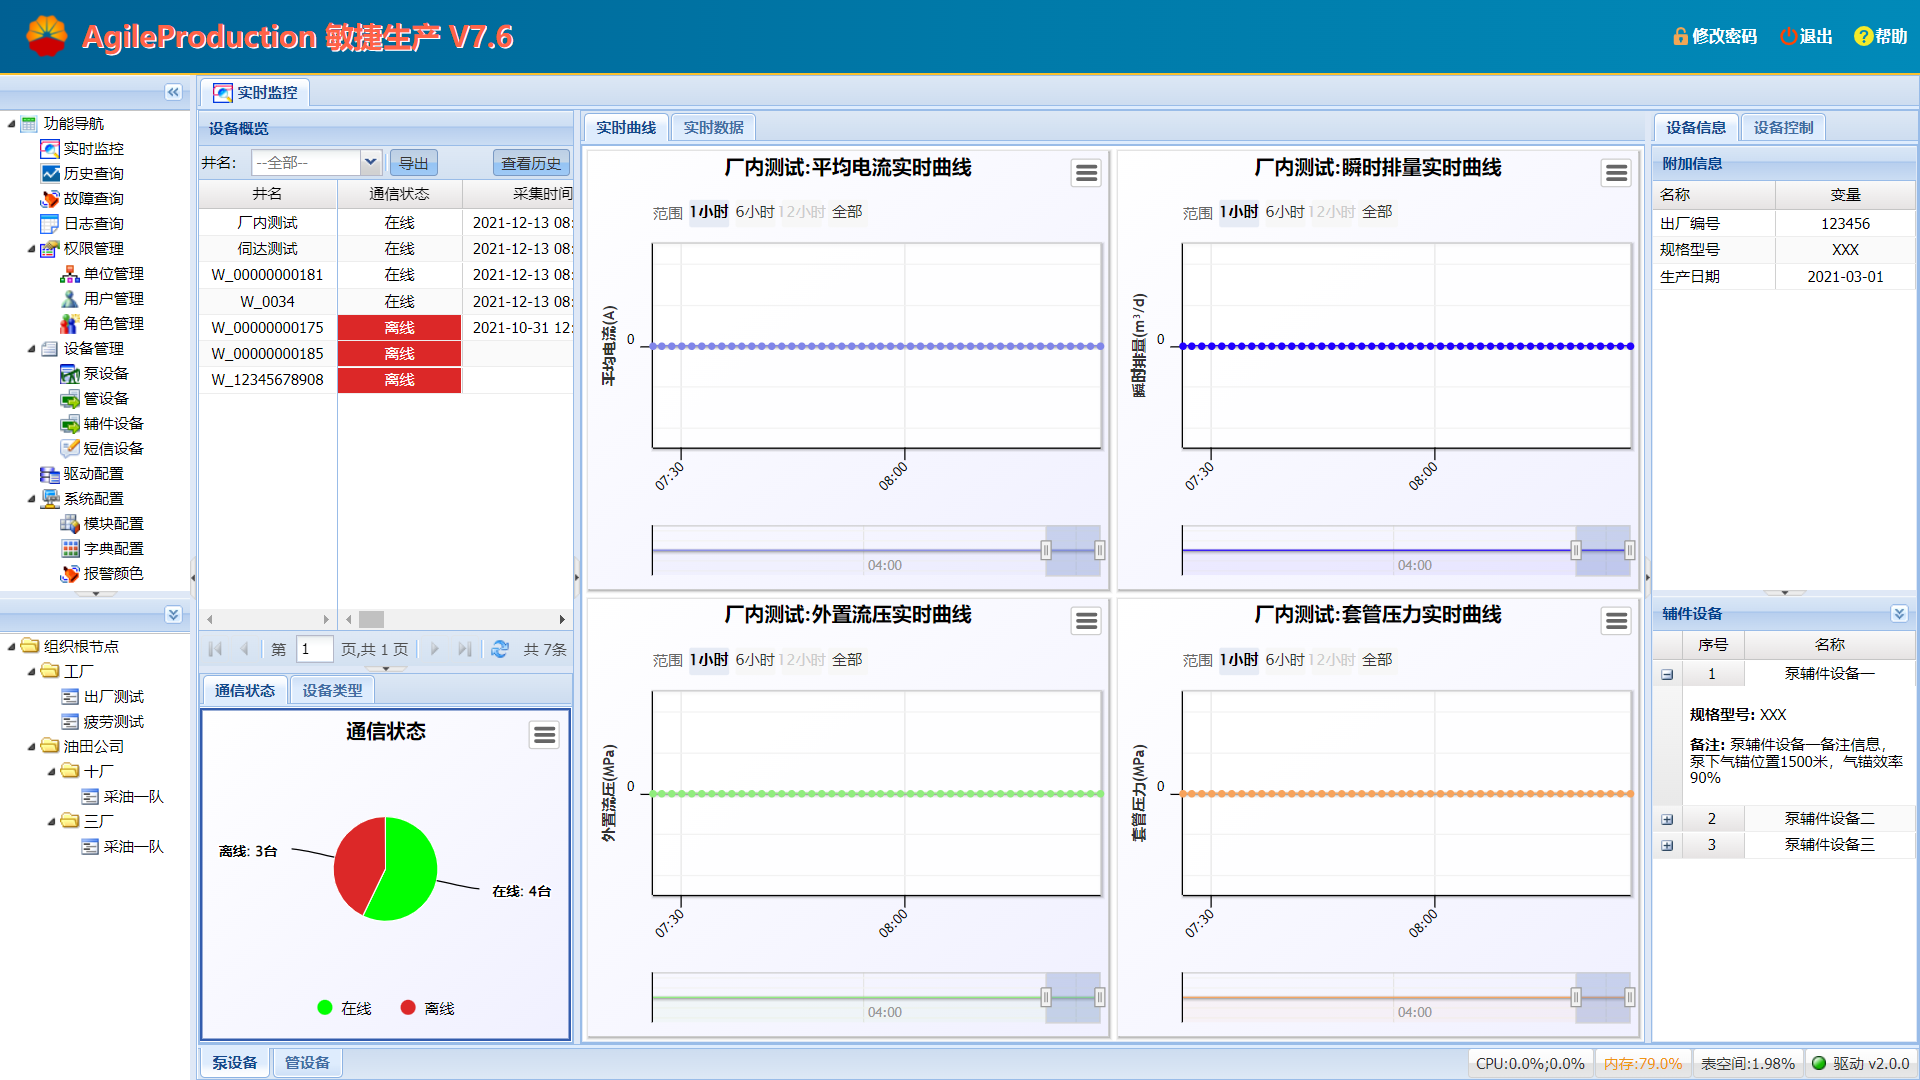 AgileProduction 敏捷生产 V7.6
修改密码 退出 帮助
功能导航
实时监控
历史查询
故障查询
日志查询
权限管理
单位管理
用户管理
角色管理
设备管理
泵设备
管设备
辅件设备
短信设备
驱动配置
系统配置
模块配置
字典配置
报警颜色
组织根节点
工厂
出厂测试
疲劳测试
油田公司
十厂
采油一队
三厂
采油一队
实时监控
设备概览
井名: --全部-- 导出 查看历史
井名 通信状态 采集时间
厂内测试 在线 2021-12-13 08:
伺达测试 在线 2021-12-13 08:
W_00000000181 在线 2021-12-13 08:
W_0034 在线 2021-12-13 08:
W_00000000175 离线 2021-10-31 12:
W_00000000185 离线
W_12345678908 离线
第 1 页,共 1 页 共 7条
通信状态 设备类型
通信状态
离线: 3台
在线: 4台
在线 离线
泵设备 管设备
实时曲线 实时数据
厂内测试:平均电流实时曲线
范围 1小时 6小时 12小时 全部
平均电流(A)
0
07:30 08:00
04:00
厂内测试:瞬时排量实时曲线
范围 1小时 6小时 12小时 全部
瞬时排量(m³/d)
0
07:30 08:00
04:00
厂内测试:外置流压实时曲线
范围 1小时 6小时 12小时 全部
外置流压(MPa)
0
07:30 08:00
04:00
厂内测试:套管压力实时曲线
范围 1小时 6小时 12小时 全部
套管压力(MPa)
0
07:30 08:00
04:00
设备信息 设备控制
附加信息
名称 变量
出厂编号 123456
规格型号 XXX
生产日期 2021-03-01
辅件设备
序号 名称
1 泵辅件设备一
规格型号: XXX
备注: 泵辅件设备一备注信息，
泵下气锚位置1500米，气锚效率
90%
2 泵辅件设备二
3 泵辅件设备三
CPU:0.0%;0.0% 内存:79.0% 表空间:1.98% 驱动 v2.0.0